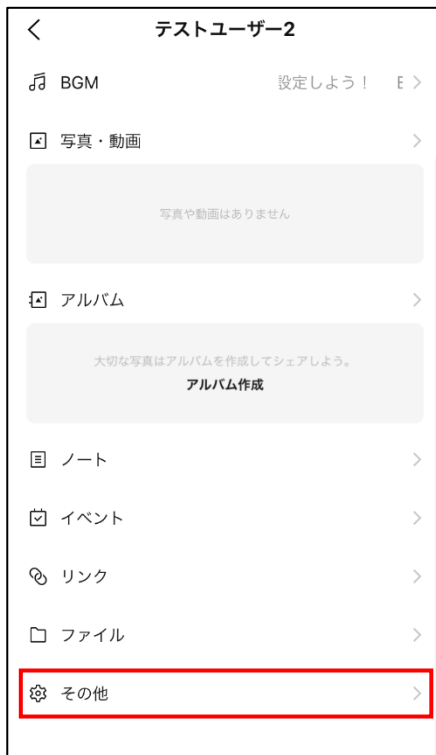 テストユーザー2
BGM 設定しよう！
写真・動画
写真や動画はありません
アルバム
大切な写真はアルバムを作成してシェアしよう。
アルバム作成
ノート
イベント
リンク
ファイル
その他